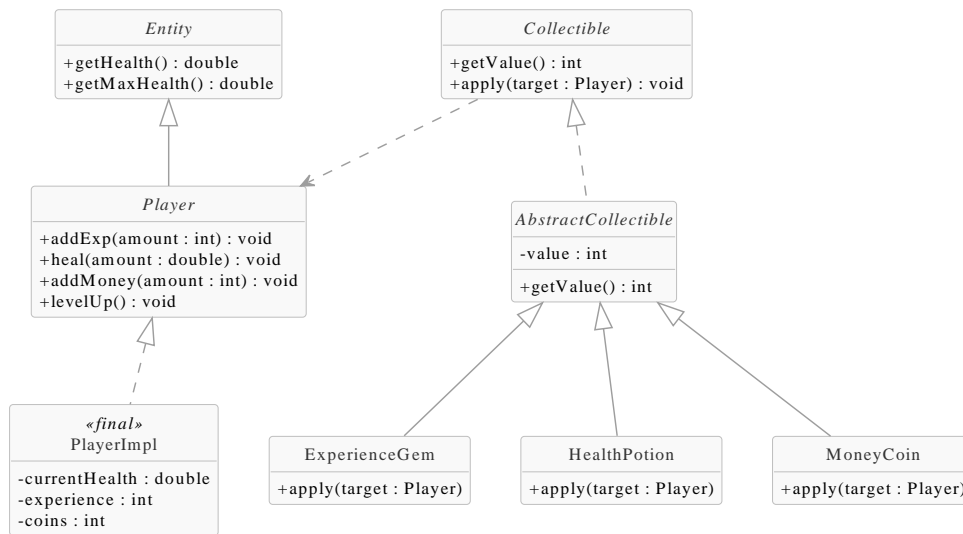 Entity
+getHealth() : double
+getMaxHealth() : double
Collectible
+getValue() : int
+apply(target : Player) : void
Player
+addExp(amount : int) : void
+heal(amount : double) : void
+addMoney(amount : int) : void
+levelUp() : void
AbstractCollectible
-value : int
+getValue() : int
«final»
PlayerImpl
-currentHealth : double
-experience : int
-coins : int
ExperienceGem
+apply(target : Player)
HealthPotion
+apply(target : Player)
MoneyCoin
+apply(target : Player)